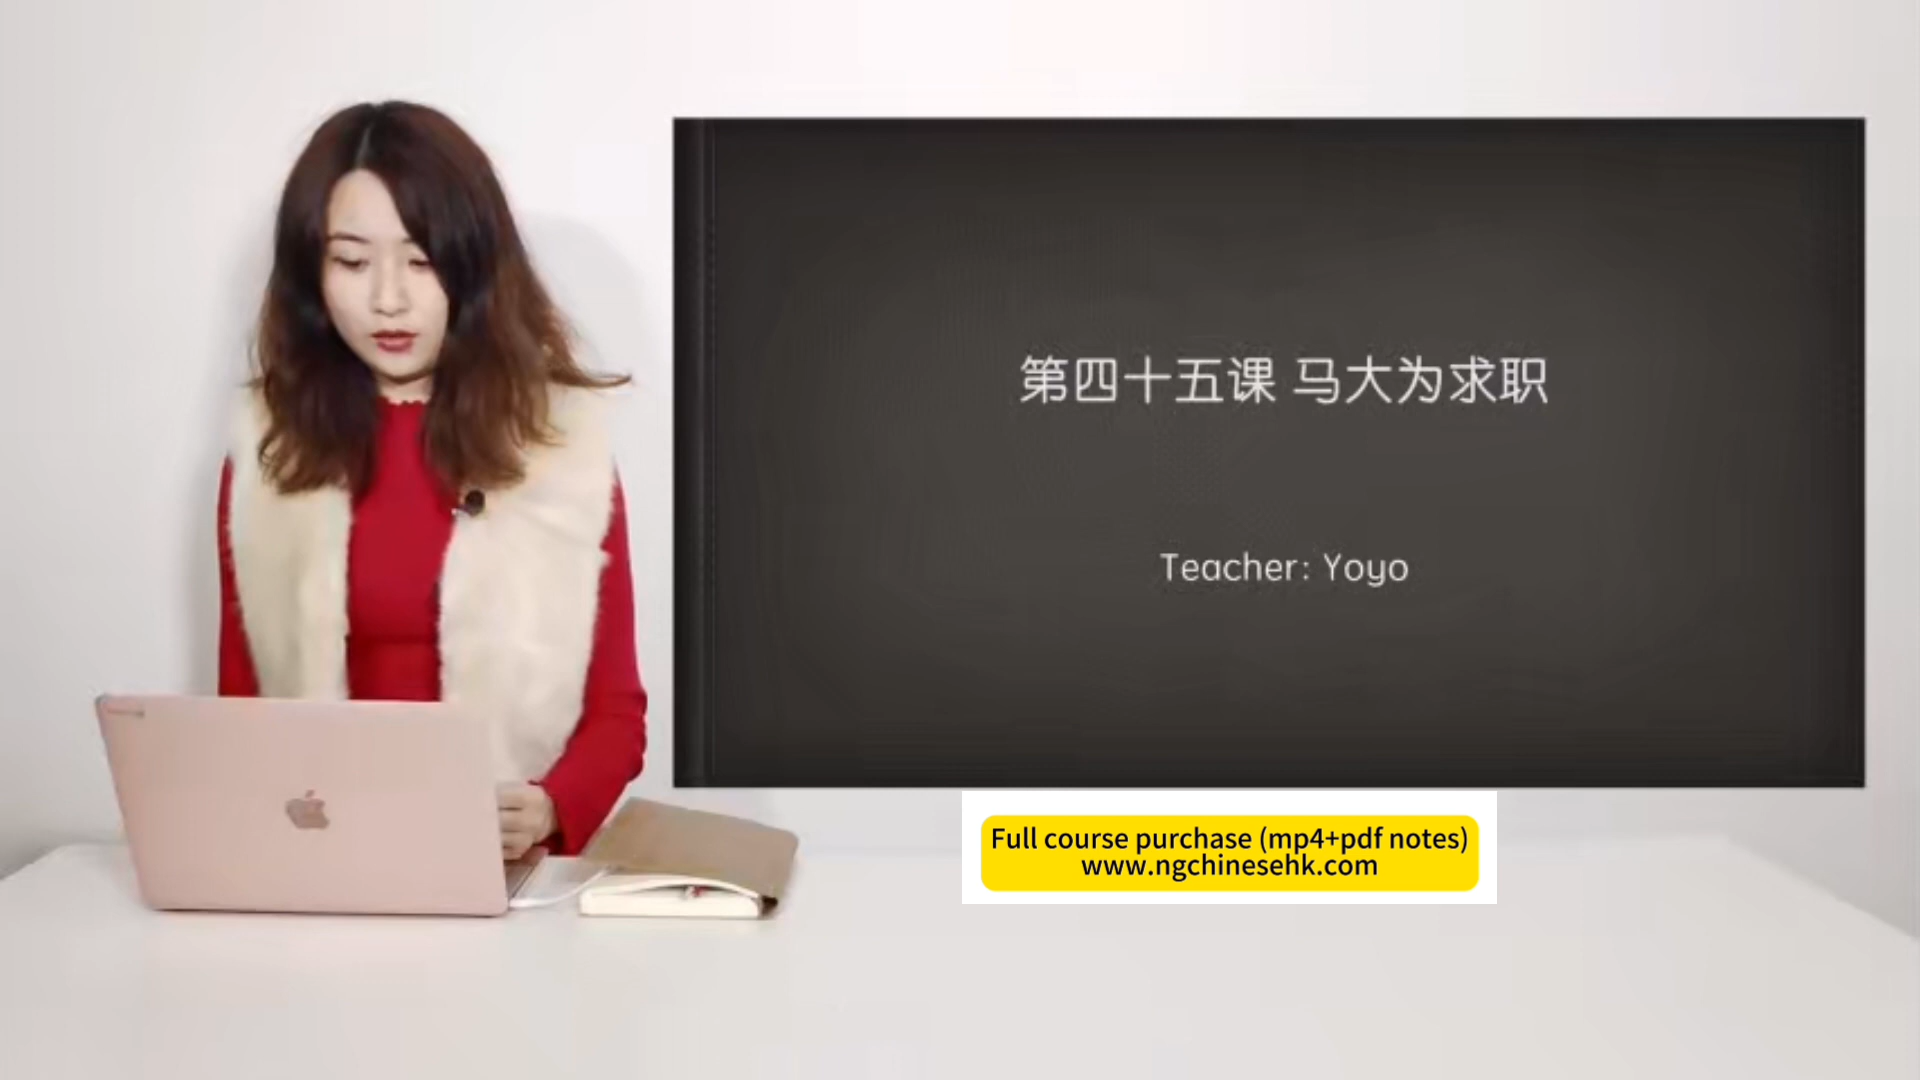 第四十五课 马大为求职
Teacher: Yoyo
Full course purchase (mp4+pdf notes)
www.ngchinesehk.com